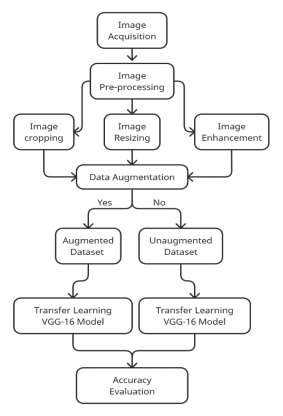 Image
Acquisition
Image
Pre-processing
Image
cropping
Image
Resizing
Image
Enhancement
Data Augmentation
Yes
No
Augmented
Dataset
Unaugmented
Dataset
Transfer Learning
VGG-16 Model
Transfer Learning
VGG-16 Model
Accuracy
Evaluation